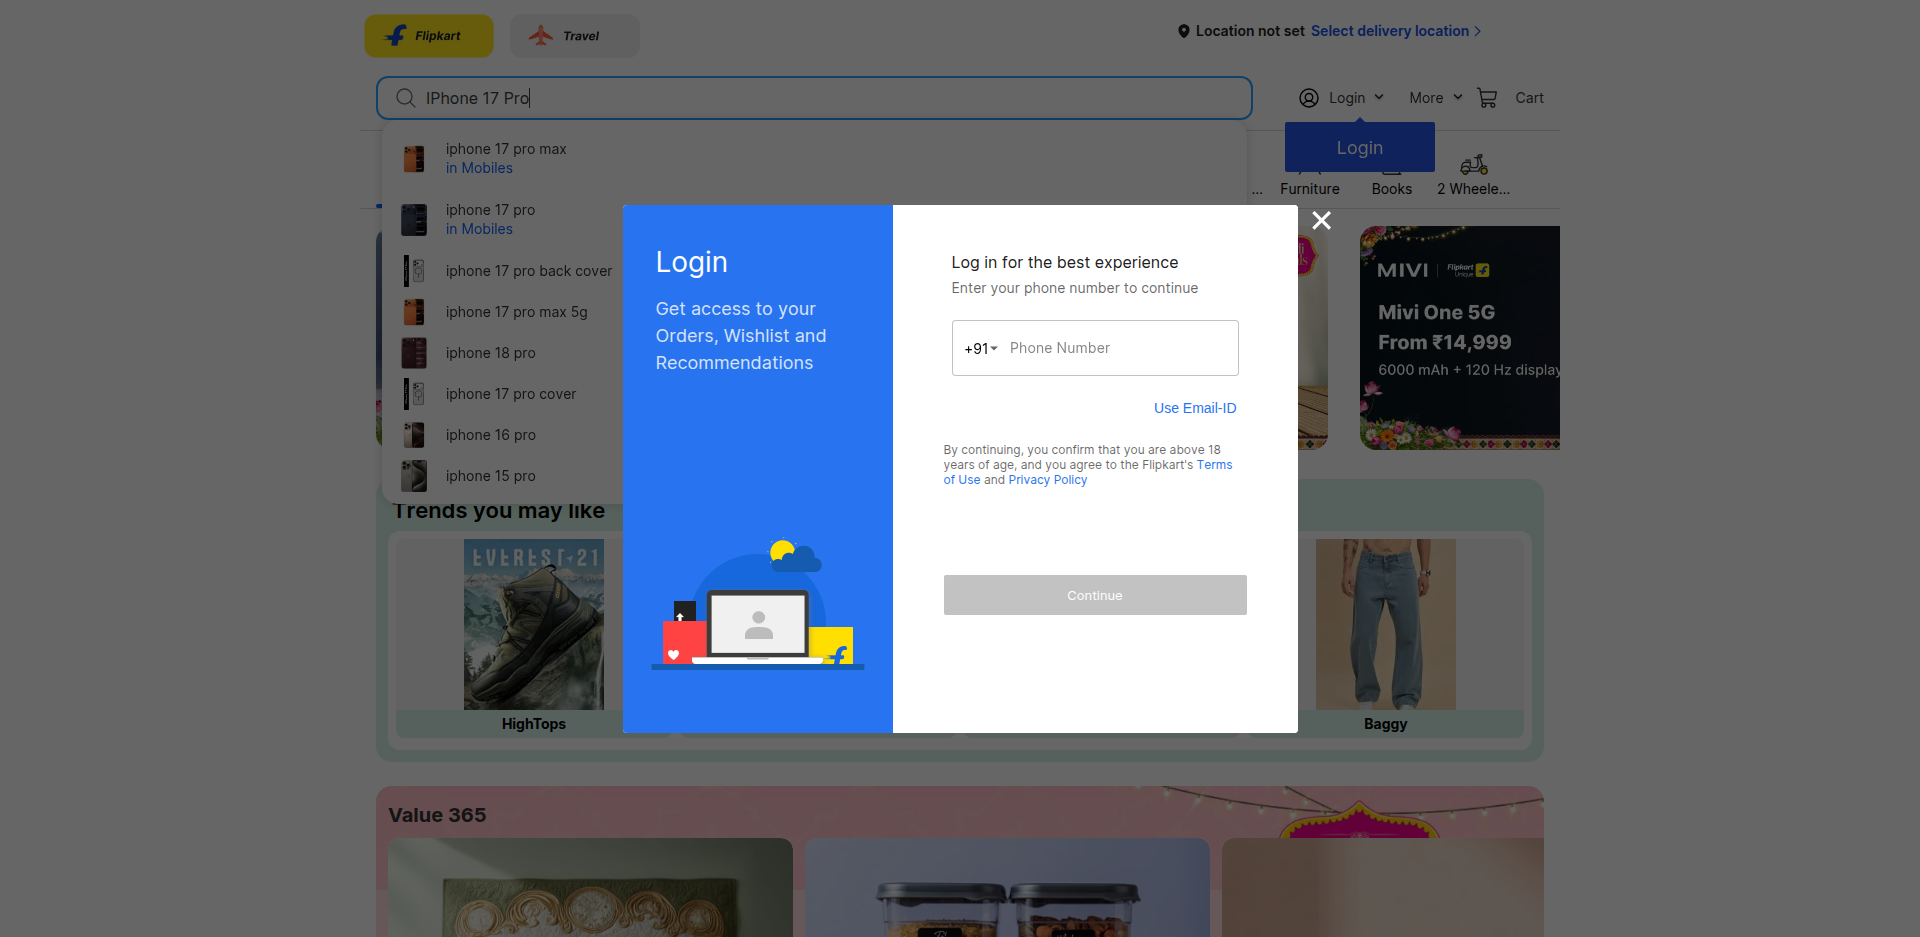 Flipkart
Travel
Location not set Select delivery location
IPhone 17 Pro
Login
More
Cart
Login
iphone 17 pro max
in Mobiles
iphone 17 pro
in Mobiles
iphone 17 pro back cover
iphone 17 pro max 5g
iphone 18 pro
iphone 17 pro cover
iphone 16 pro
iphone 15 pro
...
Furniture
Books
2 Wheele...
Login
Get access to your
Orders, Wishlist and
Recommendations
Log in for the best experience
Enter your phone number to continue
+91
Phone Number
Use Email-ID
By continuing, you confirm that you are above 18
years of age, and you agree to the Flipkart's Terms
of Use and Privacy Policy
Continue
MIVI
Flipkart
Unique
Mivi One 5G
From ₹14,999
6000 mAh + 120 Hz display
Trends you may like
EVEREST-21
HighTops
Baggy
Value 365